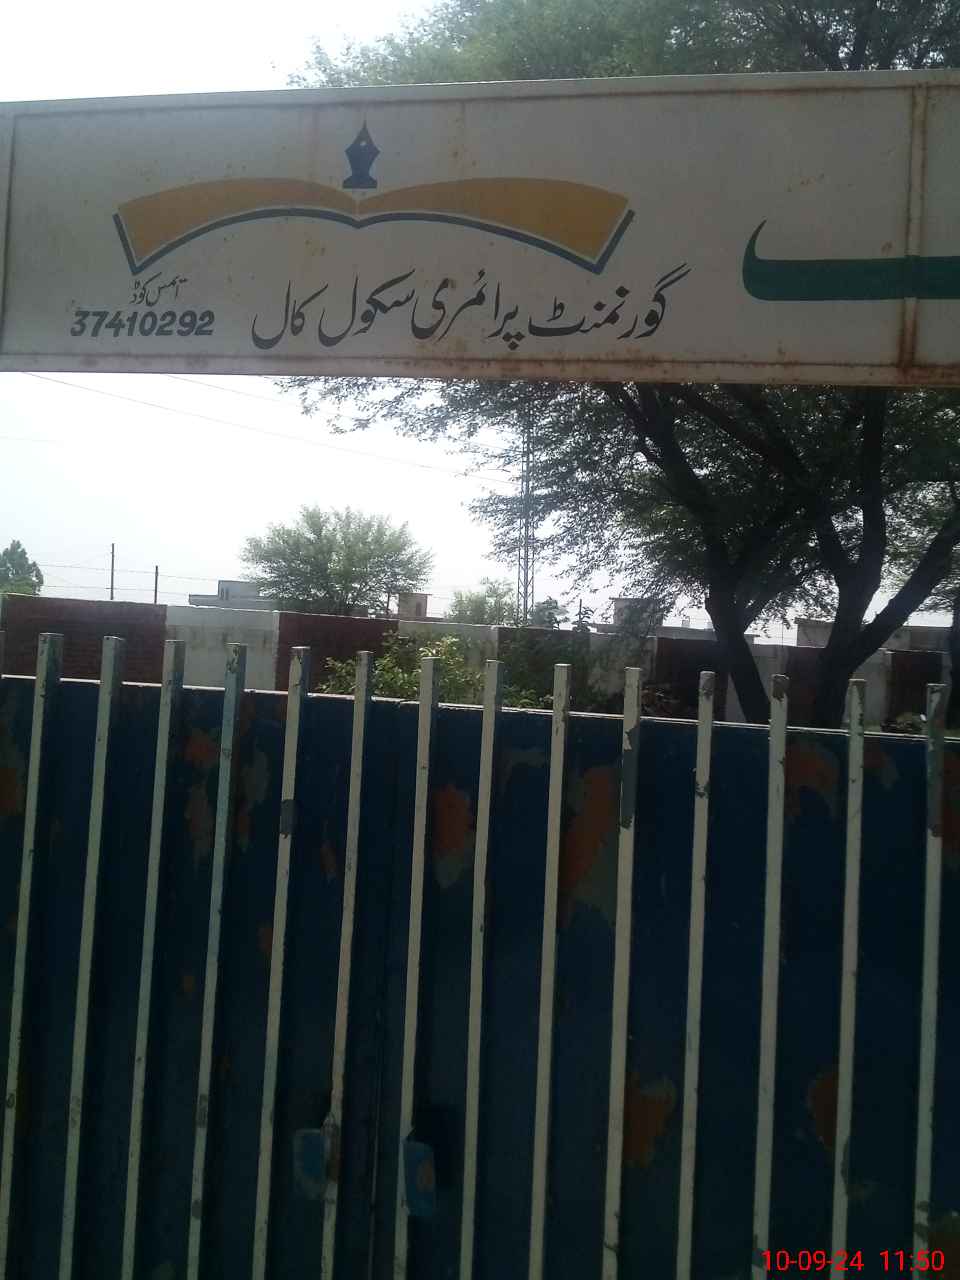 گورنمنٹ پرائمری سکول کال
ایمس کوڈ
37410292
10-09-24 11:50